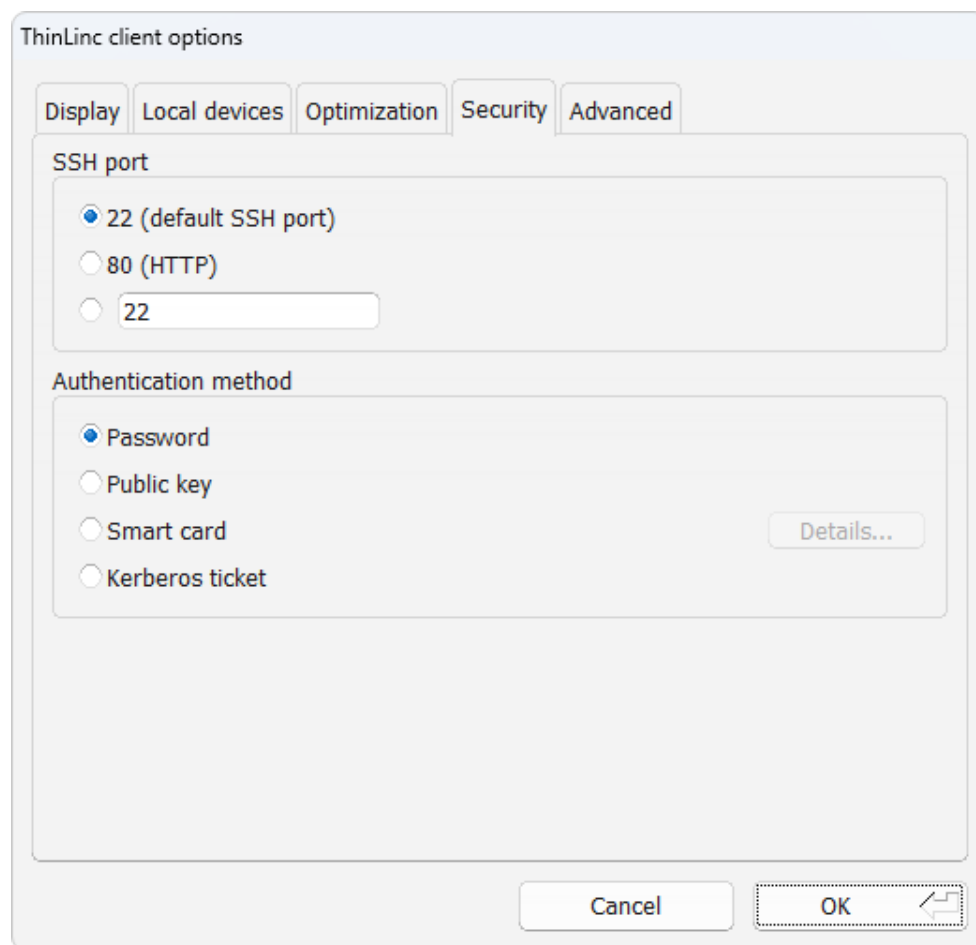 ThinLinc client options
Display Local devices Optimization Security Advanced
SSH port
22 (default SSH port)
80 (HTTP)
22
Authentication method
Password
Public key
Smart card Details...
Kerberos ticket
Cancel OK